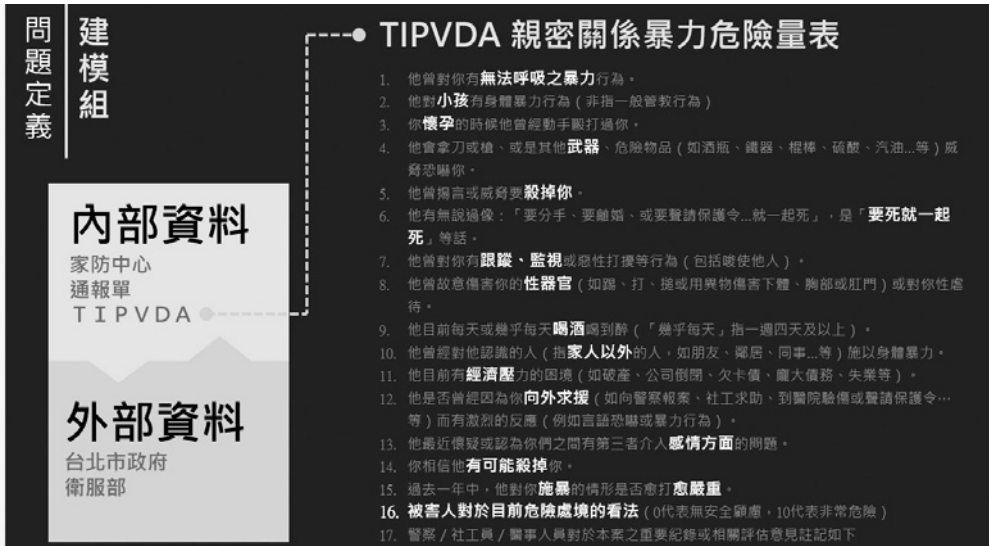 問題定義
建模組
TIPVDA 親密關係暴力危險量表
1. 他曾對你有無法呼吸之暴力行為。
2. 他對小孩有身體暴力行為（非指一般管教行為）
3. 你懷孕的時候他曾經動手毆打過你。
4. 他會拿刀或槍、或是其他武器、危險物品（如酒瓶、鐵器、棍棒、硫酸、汽油...等）威
脅恐嚇你。
5. 他曾揚言或威脅要殺掉你。
6. 他有無說過像：「要分手、要離婚、或要聲請保護令...就一起死」，是「要死就一起
死」等話。
7. 他曾對你有跟蹤、監視或惡性打擾等行為（包括唆使他人）。
8. 他曾故意傷害你的性器官（如踢、打、搥或用異物傷害下體、胸部或肛門）或對你性虐
待。
9. 他目前每天或幾乎每天喝酒喝到醉（「幾乎每天」指一週四天及以上）。
10. 他曾經對他認識的人（指家人以外的人，如朋友、鄰居、同事...等）施以身體暴力。
11. 他目前有經濟壓力的困境（如破產、公司倒閉、欠卡債、龐大債務、失業等）。
12. 他是否曾經因為你向外求援（如向警察報案、社工求助、到醫院驗傷或聲請保護令…
等）而有激烈的反應（例如言語恐嚇或暴力行為）。
13. 他最近懷疑或認為你們之間有第三者介入感情方面的問題。
14. 你相信他有可能殺掉你。
15. 過去一年中，他對你施暴的情形是否愈打愈嚴重。
16. 被害人對於目前危險處境的看法（0代表無安全顧慮，10代表非常危險）
17. 警察 / 社工員 / 醫事人員對於本案之重要紀錄或相關評估意見註記如下
內部資料
家防中心
通報單
TIPVDA
外部資料
台北市政府
衛服部